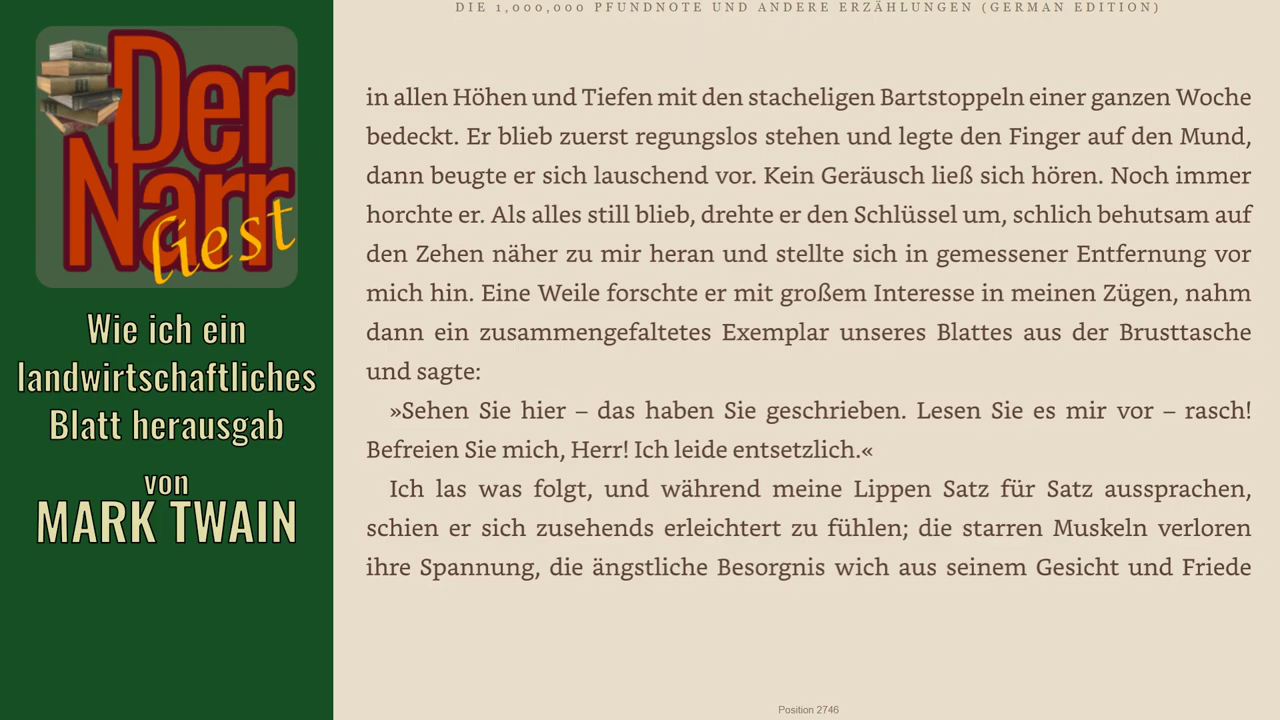 Der
Narr
liest
Wie ich ein
landwirtschaftliches
Blatt herausgab
von
MARK TWAIN
DIE 1,000,000 PFUNDNOTE UND ANDERE ERZÄHLUNGEN (GERMAN EDITION)
in allen Höhen und Tiefen mit den stacheligen Bartstoppeln einer ganzen Woche
bedeckt. Er blieb zuerst regungslos stehen und legte den Finger auf den Mund,
dann beugte er sich lauschend vor. Kein Geräusch ließ sich hören. Noch immer
horchte er. Als alles still blieb, drehte er den Schlüssel um, schlich behutsam auf
den Zehen näher zu mir heran und stellte sich in gemessener Entfernung vor
mich hin. Eine Weile forschte er mit großem Interesse in meinen Zügen, nahm
dann ein zusammengefaltetes Exemplar unseres Blattes aus der Brusttasche
und sagte:
»Sehen Sie hier – das haben Sie geschrieben. Lesen Sie es mir vor – rasch!
Befreien Sie mich, Herr! Ich leide entsetzlich.«
Ich las was folgt, und während meine Lippen Satz für Satz aussprachen,
schien er sich zusehends erleichtert zu fühlen; die starren Muskeln verloren
ihre Spannung, die ängstliche Besorgnis wich aus seinem Gesicht und Friede
Position 2746